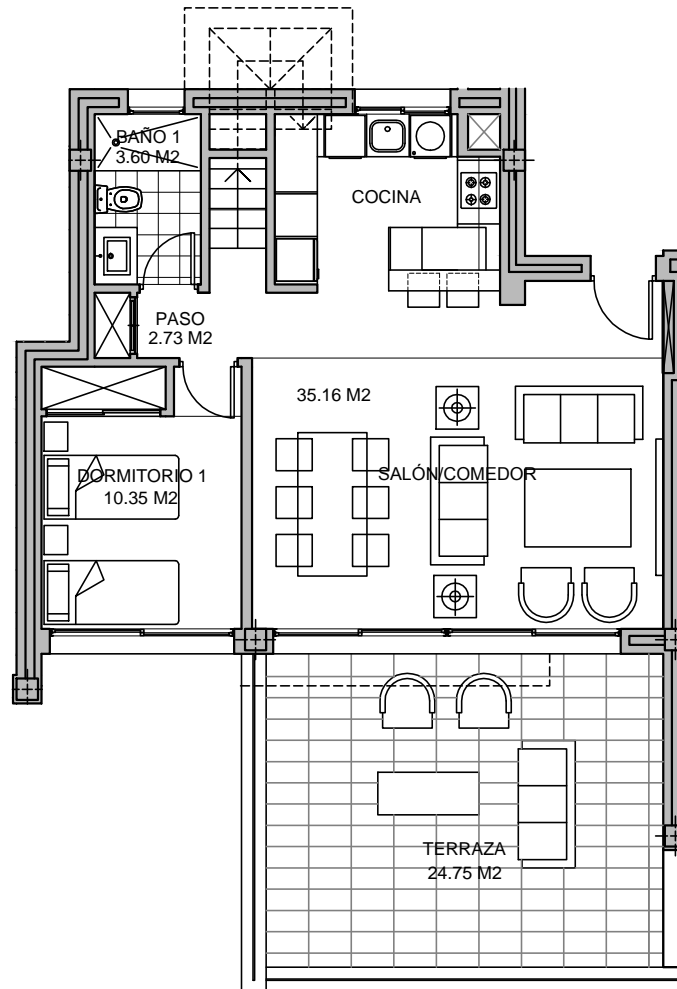 BAÑO 1
3.60 M2
COCINA
PASO
2.73 M2
35.16 M2
SALÓN/COMEDOR
DORMITORIO 1
10.35 M2
TERRAZA
24.75 M2